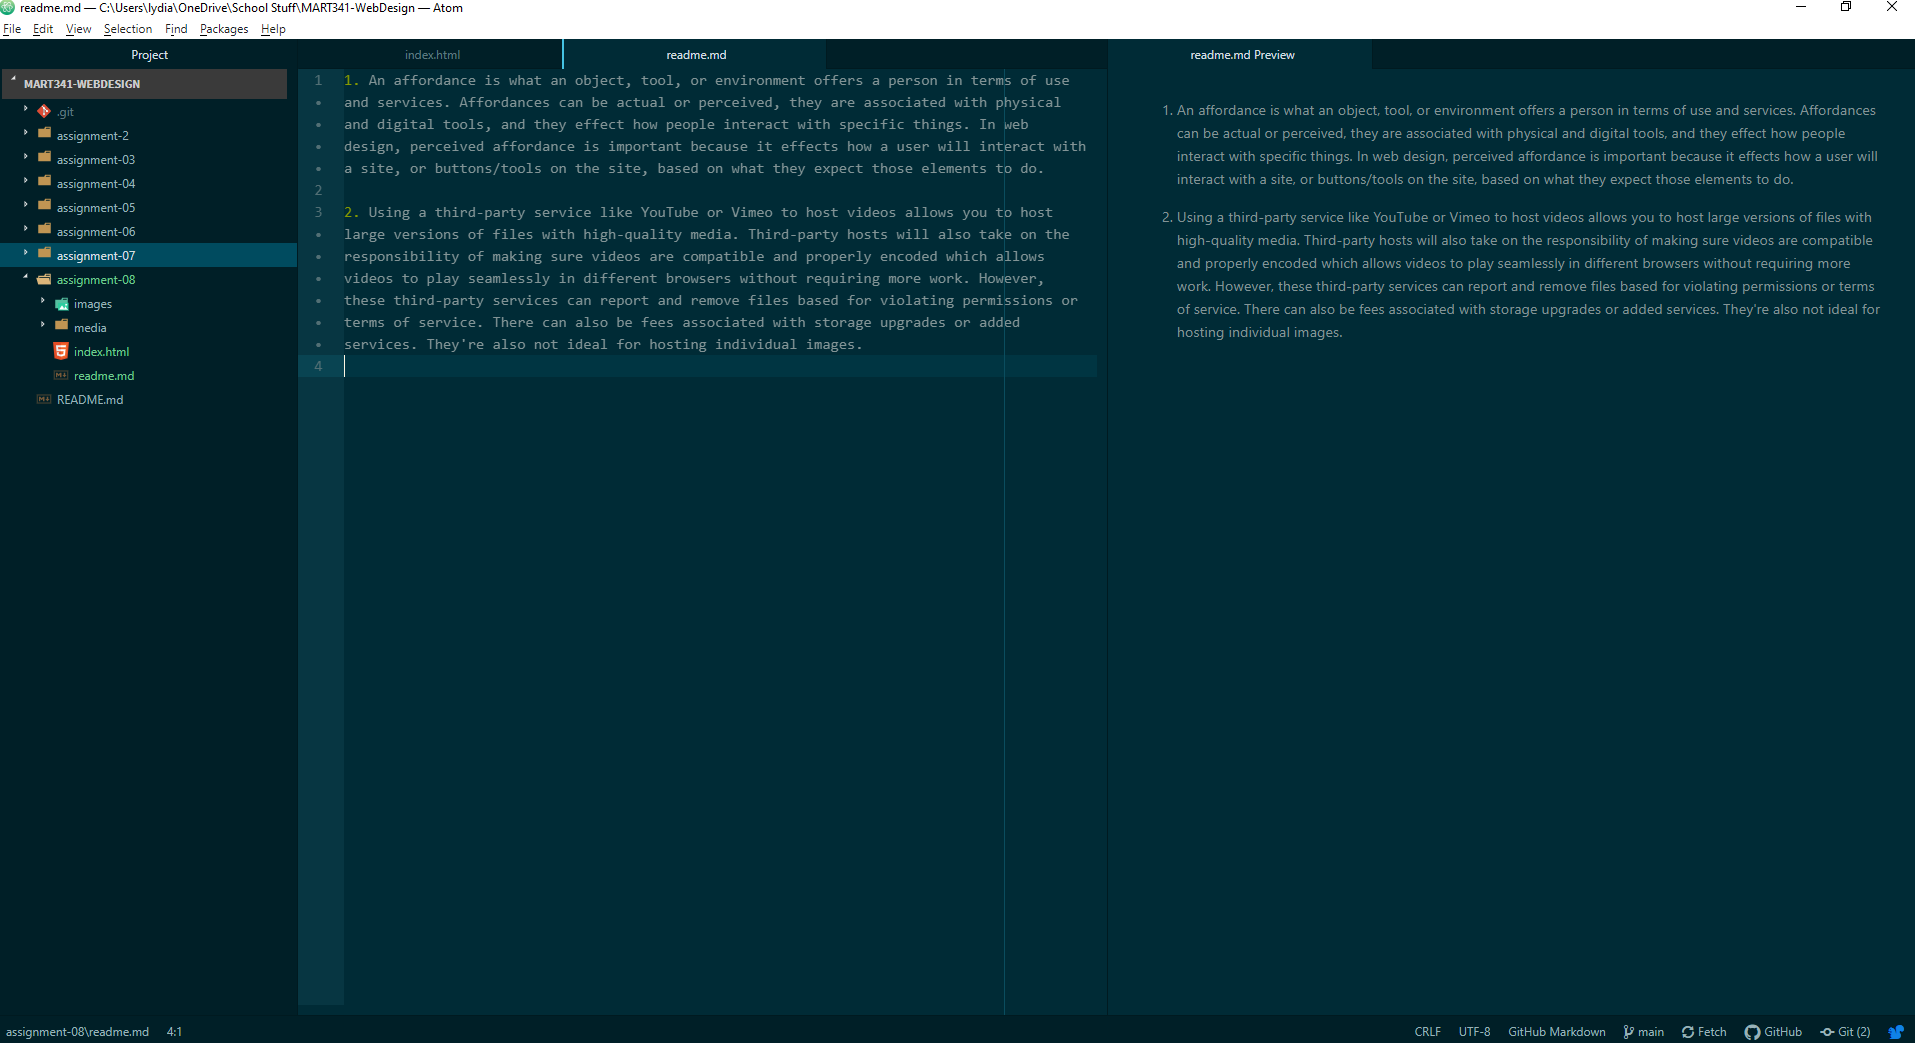 readme.md — C:\Users\lydia\OneDrive\School Stuff\MART341-WebDesign — Atom
File Edit View Selection Find Packages Help
Project
index.html
readme.md
readme.md Preview
MART341-WEBDESIGN
.git
assignment-2
assignment-03
assignment-04
assignment-05
assignment-06
assignment-07
assignment-08
images
media
index.html
readme.md
README.md
1 1. An affordance is what an object, tool, or environment offers a person in terms of use
and services. Affordances can be actual or perceived, they are associated with physical
and digital tools, and they effect how people interact with specific things. In web
design, perceived affordance is important because it effects how a user will interact with
a site, or buttons/tools on the site, based on what they expect those elements to do.
2
3 2. Using a third-party service like YouTube or Vimeo to host videos allows you to host
large versions of files with high-quality media. Third-party hosts will also take on the
responsibility of making sure videos are compatible and properly encoded which allows
videos to play seamlessly in different browsers without requiring more work. However,
these third-party services can report and remove files based for violating permissions or
terms of service. There can also be fees associated with storage upgrades or added
services. They're also not ideal for hosting individual images.
4
1. An affordance is what an object, tool, or environment offers a person in terms of use and services. Affordances
can be actual or perceived, they are associated with physical and digital tools, and they effect how people
interact with specific things. In web design, perceived affordance is important because it effects how a user will
interact with a site, or buttons/tools on the site, based on what they expect those elements to do.
2. Using a third-party service like YouTube or Vimeo to host videos allows you to host large versions of files with
high-quality media. Third-party hosts will also take on the responsibility of making sure videos are compatible
and properly encoded which allows videos to play seamlessly in different browsers without requiring more
work. However, these third-party services can report and remove files based for violating permissions or terms
of service. There can also be fees associated with storage upgrades or added services. They're also not ideal for
hosting individual images.
assignment-08\readme.md 4:1
CRLF UTF-8 GitHub Markdown main Fetch GitHub Git (2)